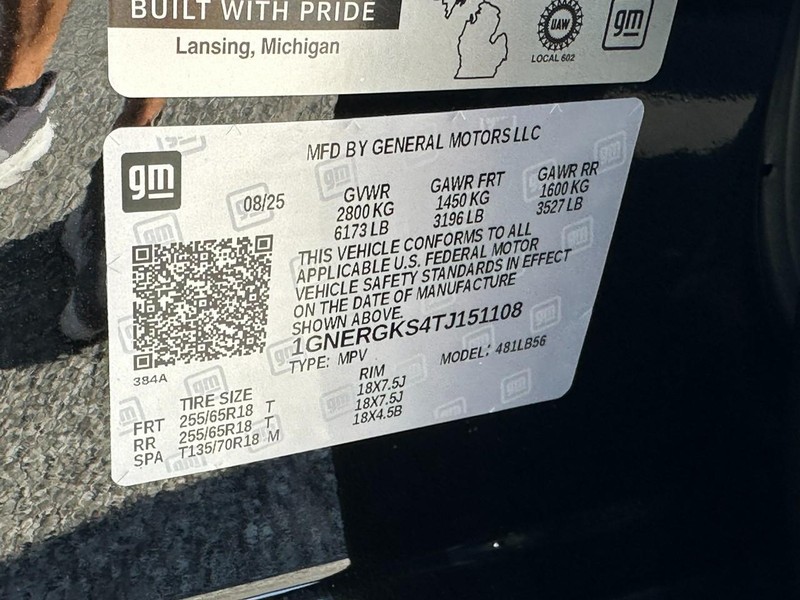 BUILT WITH PRIDE
Lansing, Michigan
UAW
LOCAL 602
gm
MFD BY GENERAL MOTORS LLC
gm
08/25
GVWR GAWR FRT GAWR RR
2800 KG 1450 KG 1600 KG
6173 LB 3196 LB 3527 LB
THIS VEHICLE CONFORMS TO ALL
APPLICABLE U.S. FEDERAL MOTOR
VEHICLE SAFETY STANDARDS IN EFFECT
ON THE DATE OF MANUFACTURE
SHOWN ABOVE.
1GNERGKS4TJ151108
TYPE: MPV MODEL: 481LB56
384A
TIRE SIZE RIM
FRT 255/65R18 T 18X7.5J
RR 255/65R18 T 18X7.5J
SPA T135/70R18 M 18X4.5B